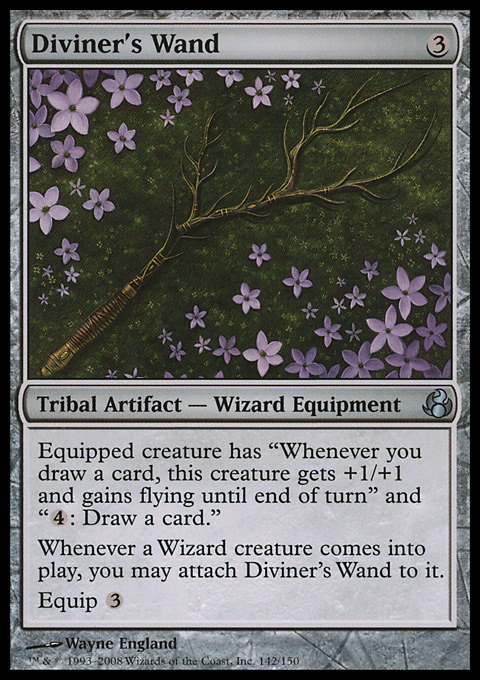 Diviner's Wand 3
Tribal Artifact — Wizard Equipment
Equipped creature has “Whenever you
draw a card, this creature gets +1/+1
and gains flying until end of turn” and
“4: Draw a card.”
Whenever a Wizard creature comes into
play, you may attach Diviner's Wand to it.
Equip 3
Wayne England
™ & © 1993–2008 Wizards of the Coast, Inc. 142/150